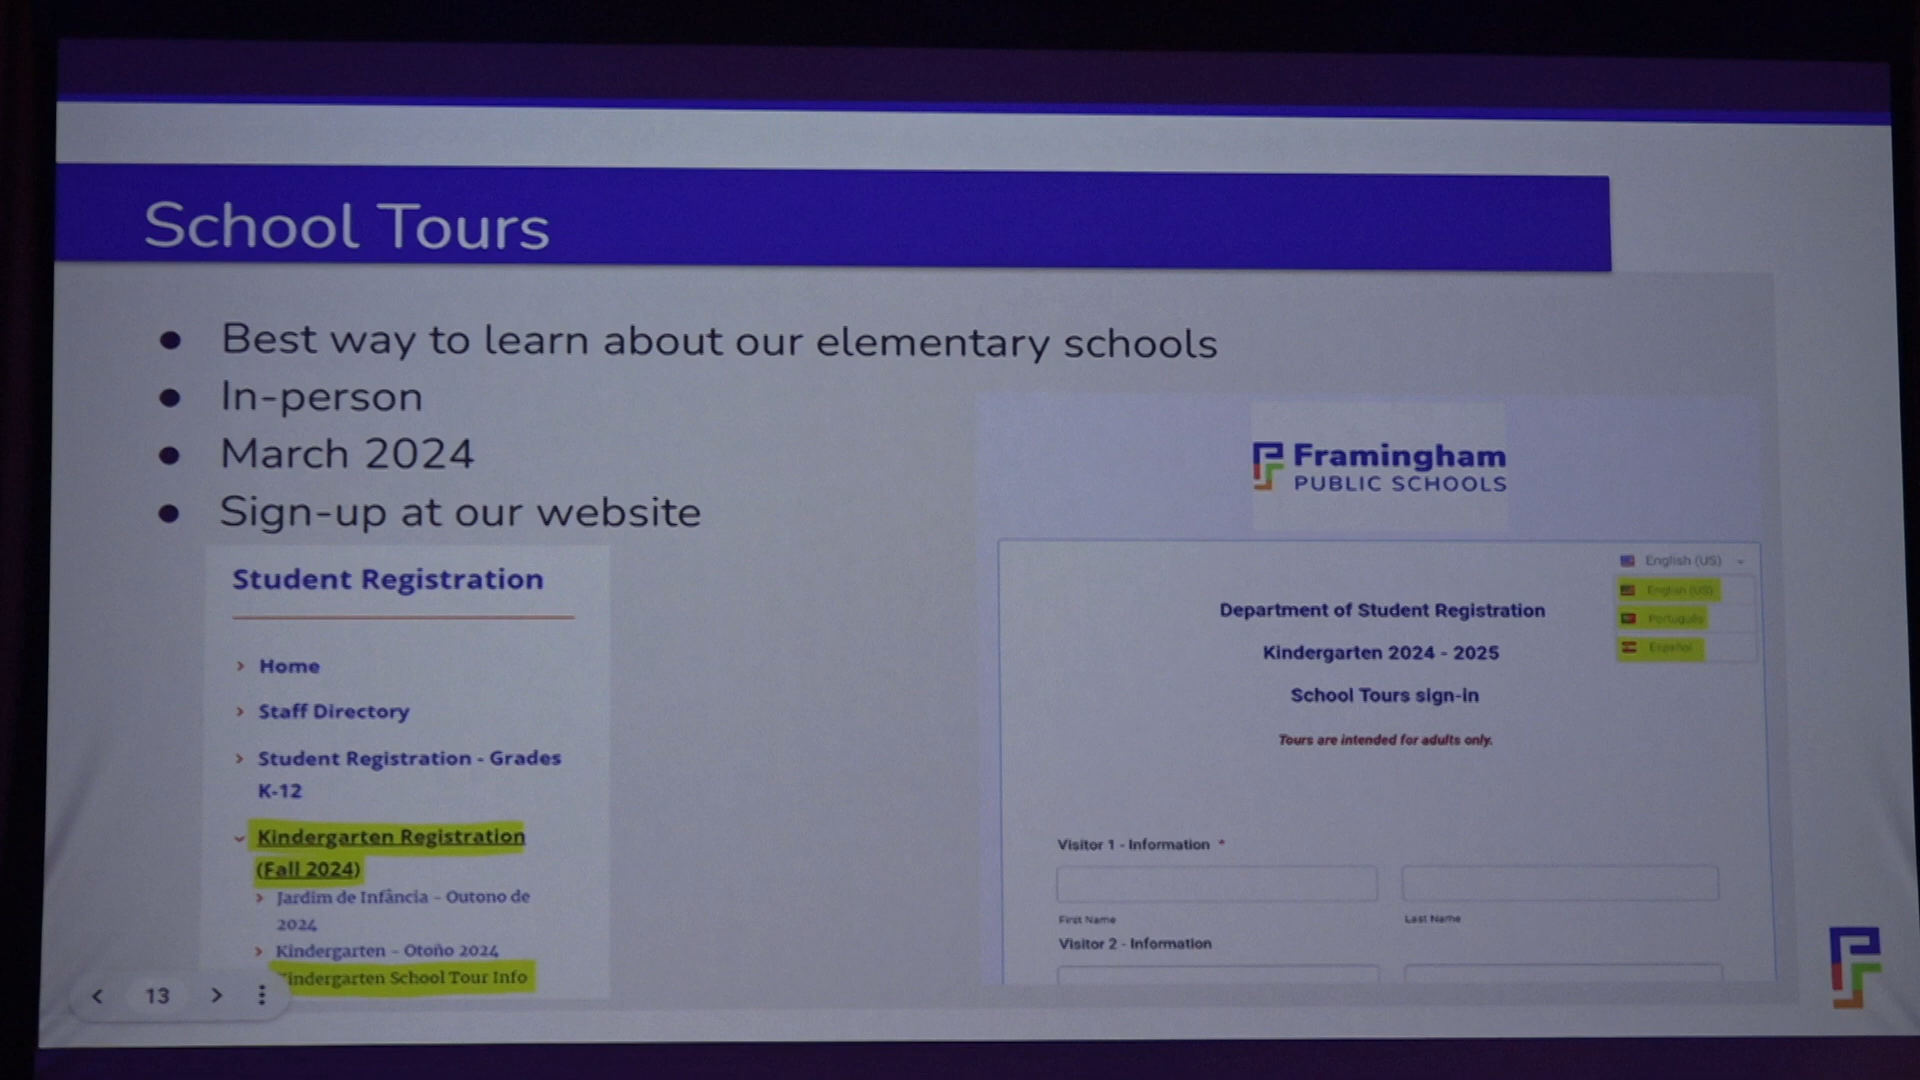 School Tours
● Best way to learn about our elementary schools
● In-person
● March 2024
● Sign-up at our website
Student Registration
> Home
> Staff Directory
> Student Registration - Grades
K-12
Kindergarten Registration
(Fall 2024)
> Jardim de Infância – Outono de
2024
> Kindergarten – Otoño 2024
indergarten School Tour Info
< 13 >
Framingham
PUBLIC SCHOOLS
English (US)
English (US)
Português
Español
Department of Student Registration
Kindergarten 2024 - 2025
School Tours sign-in
Tours are intended for adults only.
Visitor 1 - Information *
First Name Last Name
Visitor 2 - Information